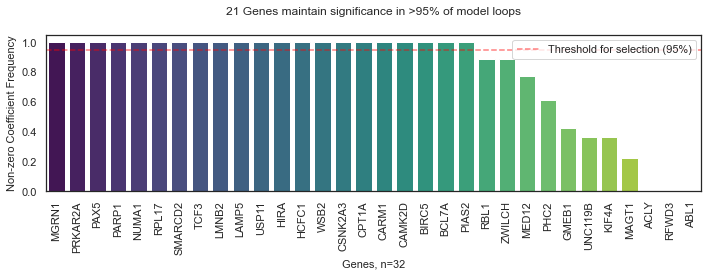 21 Genes maintain significance in >95% of model loops
Threshold for selection (95%)
Non-zero Coefficient Frequency
1.0
0.8
0.6
0.4
0.2
0.0
MGRN1
PRKAR2A
PAX5
PARP1
NUMA1
RPL17
SMARCD2
TCF3
LMNB2
LAMP5
USP11
HIRA
HCFC1
WSB2
CSNK2A3
CPT1A
CARM1
CAMK2D
BIRC5
BCL7A
PIAS2
RBL1
ZWILCH
MED12
PHC2
GMEB1
UNC119B
KIF4A
MAGT1
ACLY
RFWD3
ABL1
Genes, n=32